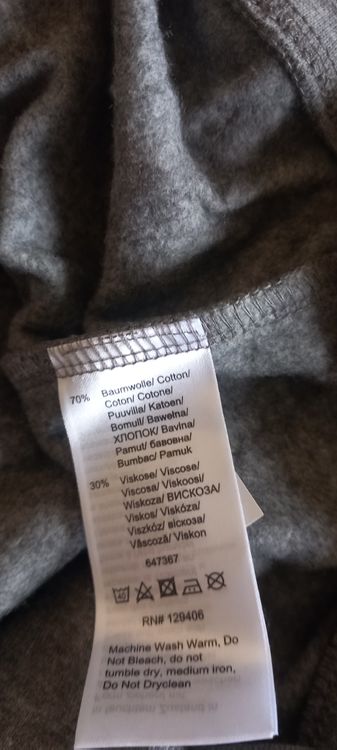 70% Baumwolle/ Cotton/
Coton/ Cotone/
Puuvilla/ Katoen/
Bomull/ Bawełna/
ХЛОПОК/ Bavlna/
Pamut/ бавовна/
Bumbac/ Pamuk
30% Viskose/ Viscose/
Viscosa/ Viskoosi/
Wiskoza/ ВИСКОЗА/
Viskos/ Viskóza/
Viszkóz/ віскоза/
Vâscoză/ Viskon
647367
40
RN# 129406
Machine Wash Warm, Do
Not Bleach, do not
tumble dry, medium iron,
Do Not Dryclean